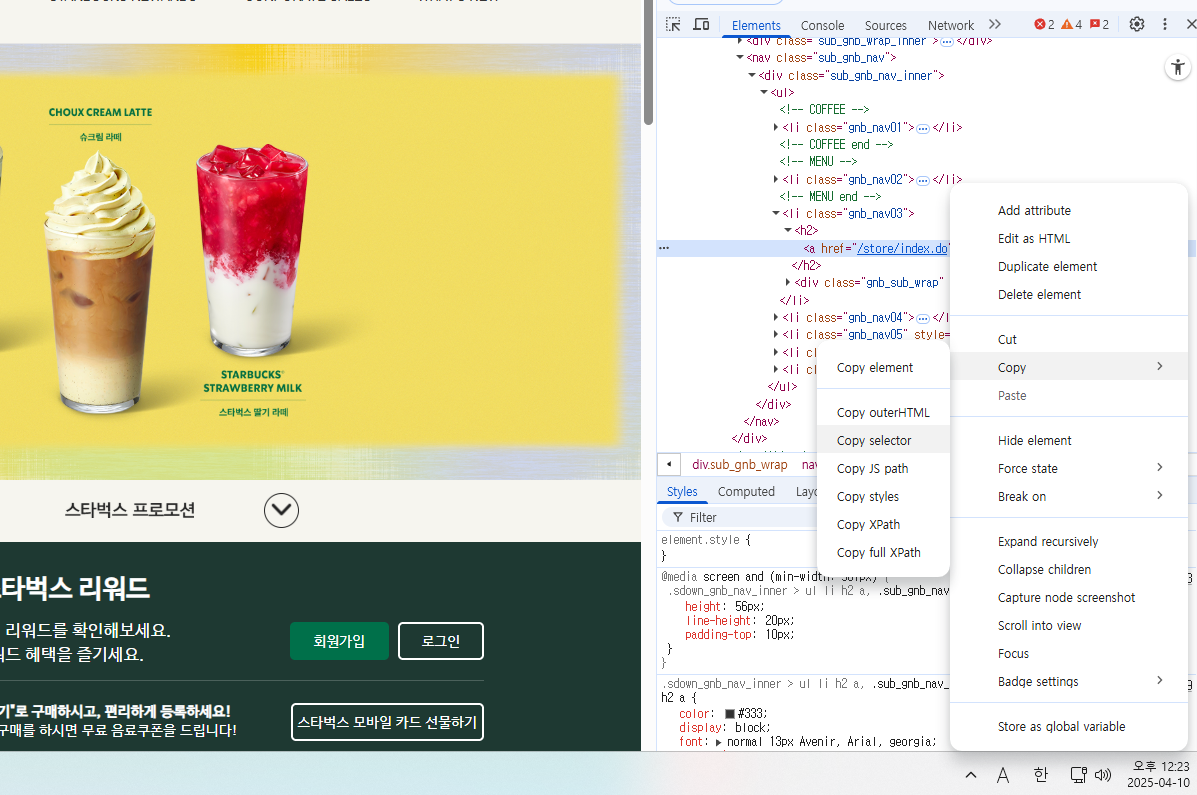 Elements
Console
Sources
Network
2
4
2
<div class="sub_gnb_wrap_inner"> </div>
<nav class="sub_gnb_nav">
<div class="sub_gnb_nav_inner">
<ul>
<!-- COFFEE -->
<li class="gnb_nav01"> </li>
<!-- COFFEE end -->
<!-- MENU -->
<li class="gnb_nav02"> </li>
<!-- MENU end -->
<li class="gnb_nav03">
<h2>
<a href="/store/index.do
</h2>
<div class="gnb_sub_wrap"
</li>
<li class="gnb_nav04"> </l
<li class="gnb_nav05" style=
<li cl
<li cl
</ul>
</div>
</nav>
</div>
div.sub_gnb_wrap
nav
Styles
Computed
Filter
element.style {
}
@media screen and
.sdown_gnb_nav_inner > ul li h2 a, .sub_gnb_nav_
height: 56px;
line-height: 20px;
padding-top: 10px;
}
}
.sdown_gnb_nav_inner > ul li h2 a, .sub_gnb_nav_
h2 a {
color: #333;
display: block;
font: normal 13px Avenir, Arial, georgia;
Copy element
Copy outerHTML
Copy selector
Copy JS path
Copy styles
Copy XPath
Copy full XPath
Add attribute
Edit as HTML
Duplicate element
Delete element
Cut
Copy
Paste
Hide element
Force state
Break on
Expand recursively
Collapse children
Capture node screenshot
Scroll into view
Focus
Badge settings
Store as global variable
CHOUX CREAM LATTE
슈크림 라떼
STARBUCKS®
STRAWBERRY MILK
스타벅스 딸기 라떼
스타벅스 프로모션
타벅스 리워드
리워드를 확인해보세요.
워드 혜택을 즐기세요.
회원가입
로그인
기"로 구매하시고, 편리하게 등록하세요!
구매를 하시면 무료 음료쿠폰을 드립니다!
스타벅스 모바일 카드 선물하기
A
한
오후 12:23
2025-04-10